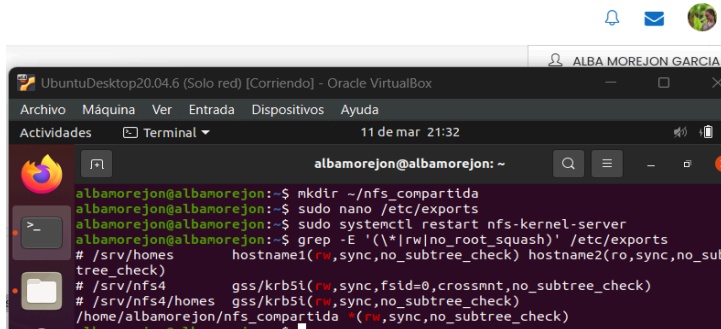 ALBA MOREJON GARCIA
UbuntuDesktop20.04.6 (Solo red) [Corriendo] - Oracle VirtualBox
Archivo Máquina Ver Entrada Dispositivos Ayuda
Actividades Terminal 11 de mar 21:32
albamorejon@albamorejon: ~
albamorejon@albamorejon:~$ mkdir ~/nfs_compartida
albamorejon@albamorejon:~$ sudo nano /etc/exports
albamorejon@albamorejon:~$ sudo systemctl restart nfs-kernel-server
albamorejon@albamorejon:~$ grep -E '(\*|rw|no_root_squash)' /etc/exports
# /srv/homes hostname1(rw,sync,no_subtree_check) hostname2(ro,sync,no_sub
tree_check)
# /srv/nfs4 gss/krb5i(rw,sync,fsid=0,crossmnt,no_subtree_check)
# /srv/nfs4/homes gss/krb5i(rw,sync,no_subtree_check)
/home/albamorejon/nfs_compartida *(rw,sync,no_subtree_check)